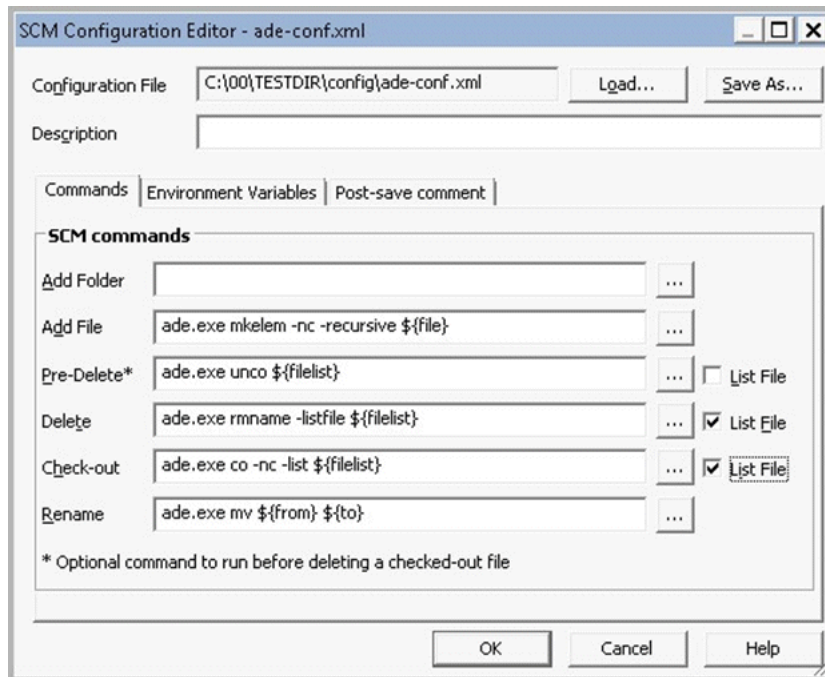 SCM Configuration Editor - ade-conf.xml
Configuration File C:\00\TESTDIR\config\ade-conf.xml Load... Save As...
Description
Commands Environment Variables Post-save comment
SCM commands
Add Folder ...
Add File ade.exe mkelem -nc -recursive ${file} ...
Pre-Delete* ade.exe unco ${filelist} ... List File
Delete ade.exe rmname -listfile ${filelist} ... List File
Check-out ade.exe co -nc -list ${filelist} ... List File
Rename ade.exe mv ${from} ${to} ...
* Optional command to run before deleting a checked-out file
OK Cancel Help